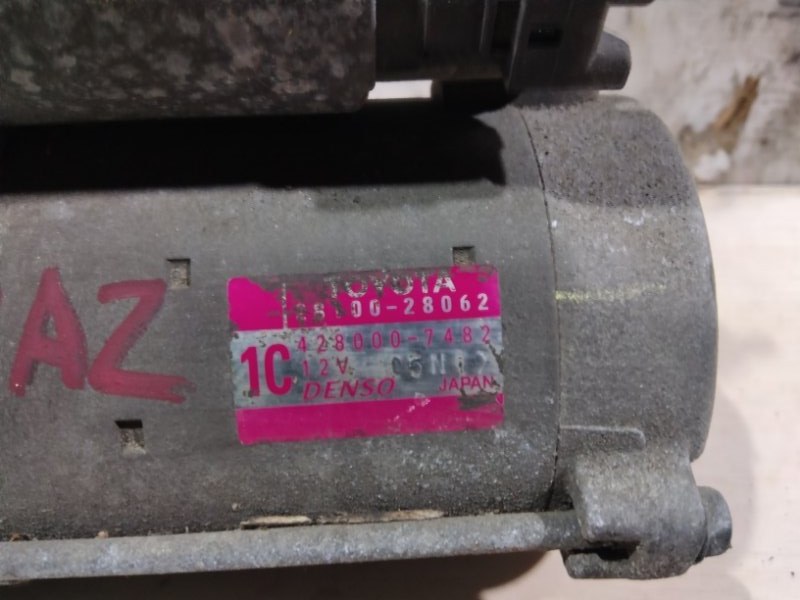 AZ
TOYOTA
28100-28062
428000-7482
1C
12V
DENSO
JAPAN